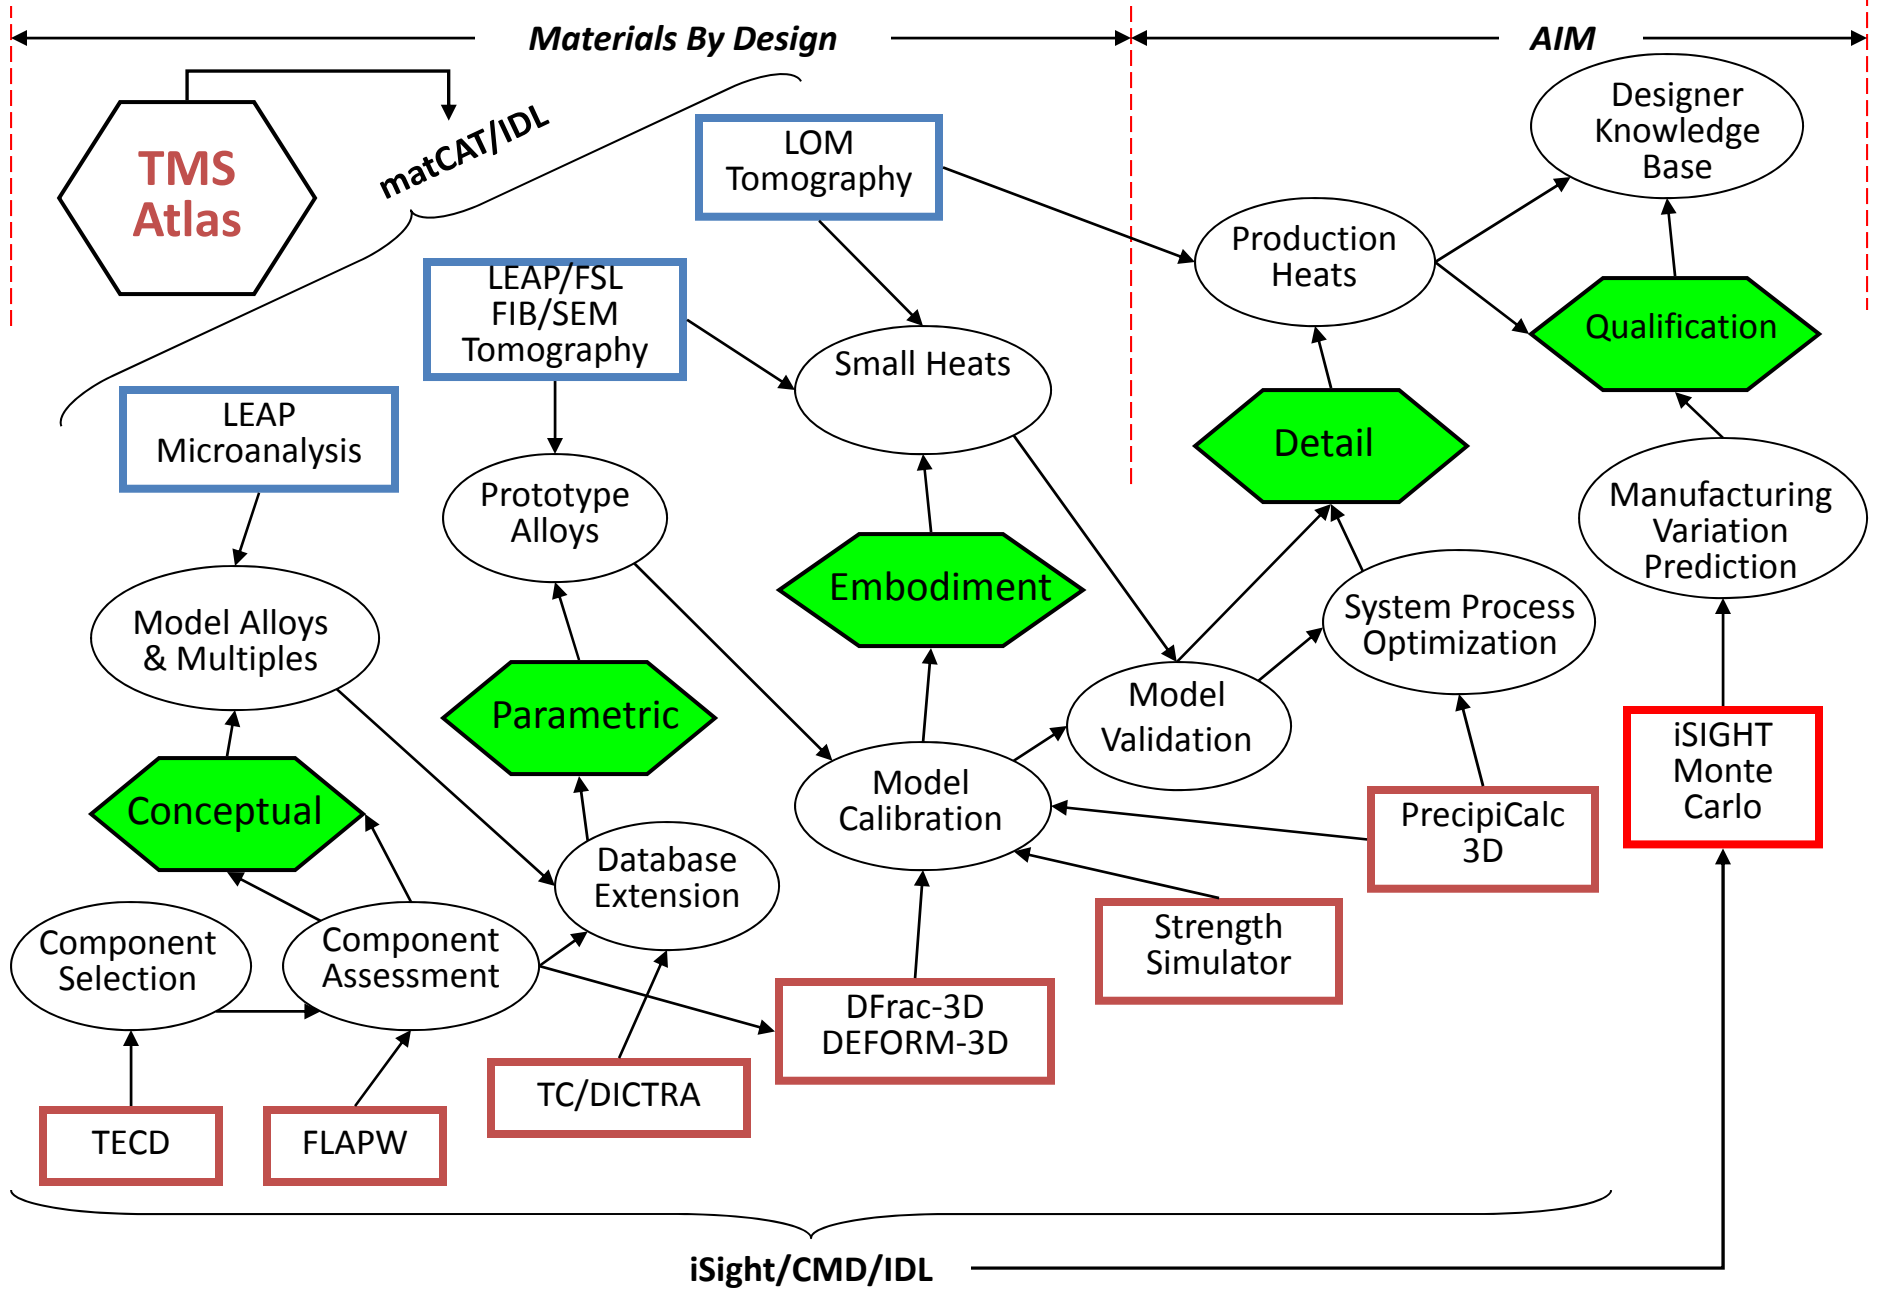 Materials By Design
AIM
TMS
Atlas
matCAT/IDL
LOM
Tomography
Designer
Knowledge
Base
Production
Heats
LEAP/FSL
FIB/SEM
Tomography
Small Heats
Qualification
LEAP
Microanalysis
Detail
Prototype
Alloys
Manufacturing
Variation
Prediction
Embodiment
Model Alloys
& Multiples
System Process
Optimization
Parametric
Model
Validation
Conceptual
Model
Calibration
PrecipiCalc
3D
iSIGHT
Monte
Carlo
Database
Extension
Component
Selection
Component
Assessment
Strength
Simulator
DFrac-3D
DEFORM-3D
TC/DICTRA
TECD
FLAPW
iSight/CMD/IDL